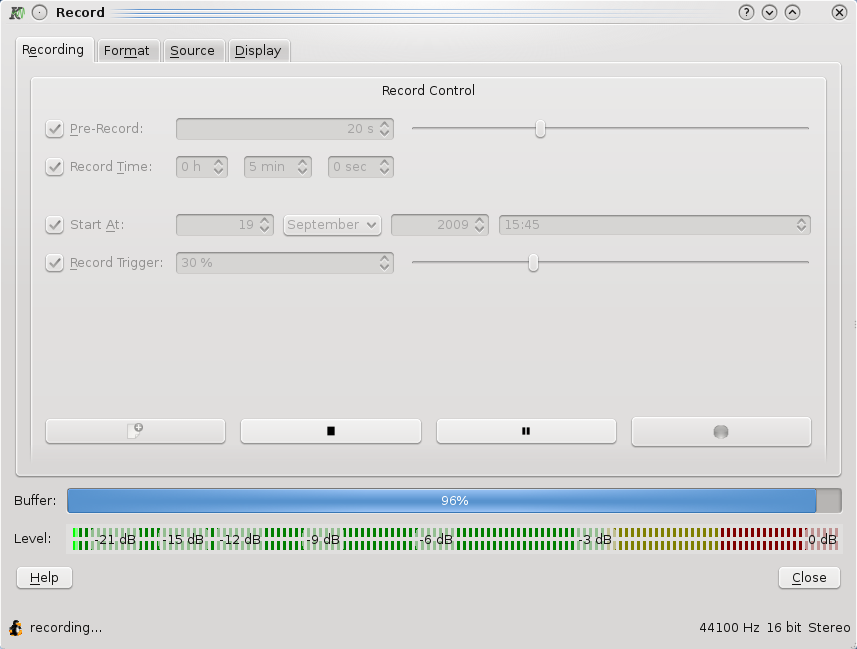 Record
Recording Format Source Display
Record Control
Pre-Record: 20 s
Record Time: 0 h 5 min 0 sec
Start At: 19 September 2009 15:45
Record Trigger: 30 %
Buffer: 96%
Level: -21 dB -15 dB -12 dB -9 dB -6 dB -3 dB 0 dB
Help Close
recording... 44100 Hz 16 bit Stereo